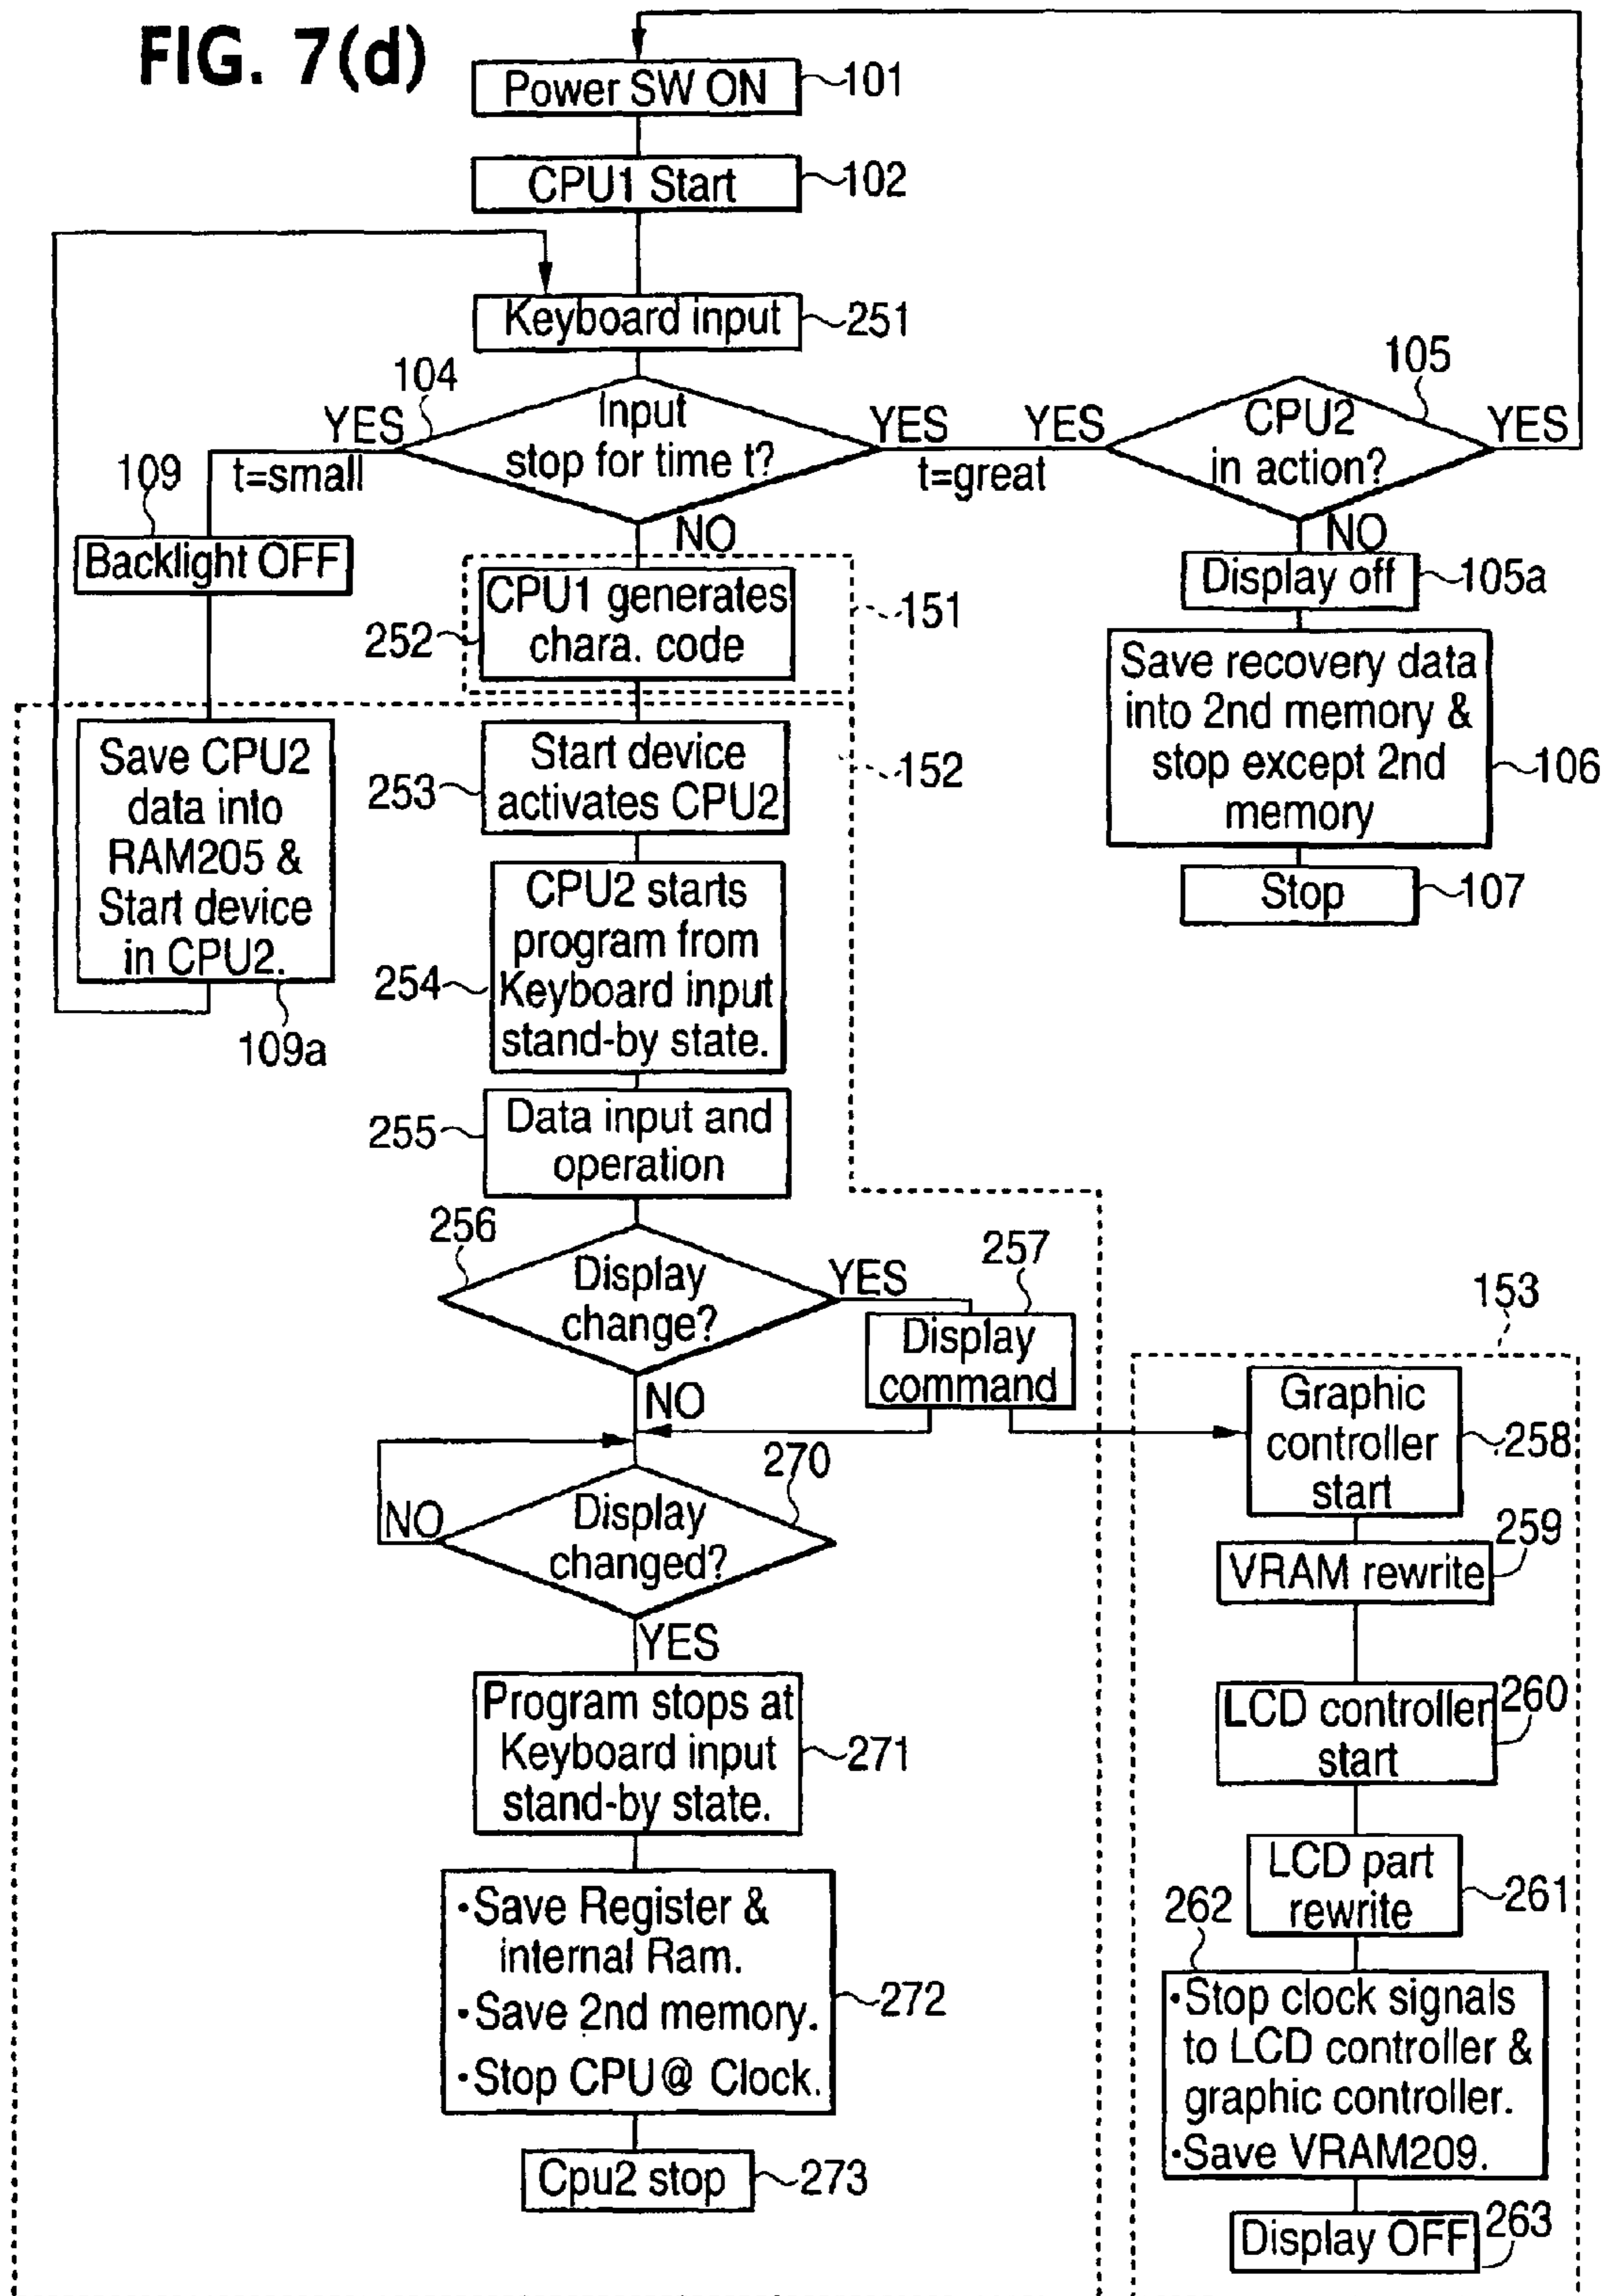 FIG. 7(d)
Power SW ON
101
CPU1 Start
102
Keyboard input
251
104
Input
stop for time t?
YES
t=small
YES
t=great
NO
105
YES
CPU2
in action?
YES
NO
109
Backlight OFF
CPU1 generates
chara. code
252
151
Display off
105a
Save recovery data
into 2nd memory &
stop except 2nd
memory
106
Stop
107
Save CPU2
data into
RAM205 &
Start device
in CPU2.
109a
Start device
activates CPU2
253
152
CPU2 starts
program from
Keyboard input
stand-by state.
254
Data input and
operation
255
256
Display
change?
YES
NO
257
Display
command
270
Display
changed?
NO
YES
Program stops at
Keyboard input
stand-by state.
271
•Save Register &
internal Ram.
•Save 2nd memory.
•Stop CPU@ Clock.
272
Cpu2 stop
273
153
Graphic
controller
start
258
259
VRAM rewrite
LCD controller
start
260
LCD part
rewrite
261
262
•Stop clock signals
to LCD controller &
graphic controller.
•Save VRAM209.
Display OFF
263